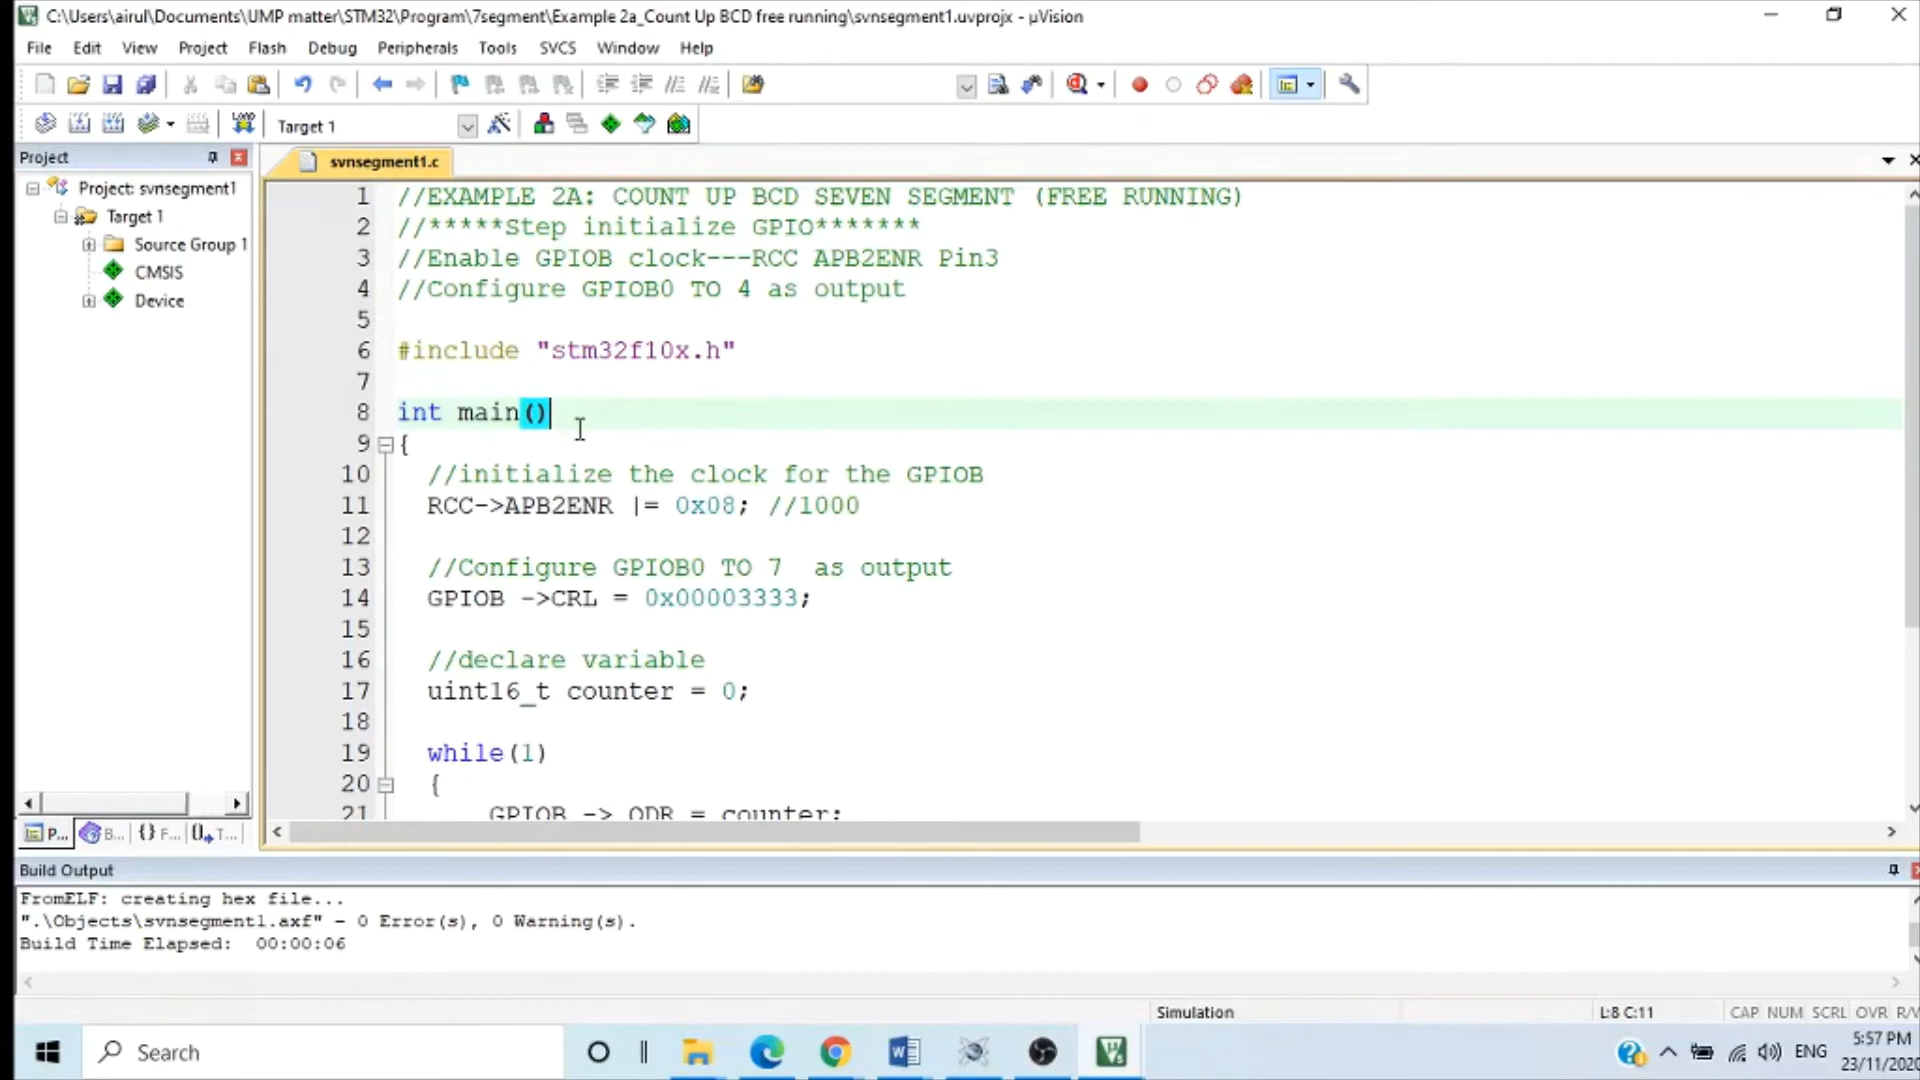 C:\Users\airul\Documents\UMP matter\STM32\Program\7segment\Example 2a_Count Up BCD free running\svnsegment1.uvprojx - µVision
File Edit View Project Flash Debug Peripherals Tools SVCS Window Help
Target 1
Project
svnsegment1.c
Project: svnsegment1
Target 1
Source Group 1
CMSIS
Device
1 //EXAMPLE 2A: COUNT UP BCD SEVEN SEGMENT (FREE RUNNING)
2 //*****Step initialize GPIO*******
3 //Enable GPIOB clock---RCC APB2ENR Pin3
4 //Configure GPIOB0 TO 4 as output
5
6 #include "stm32f10x.h"
7
8 int main()
9 {
10 //initialize the clock for the GPIOB
11 RCC->APB2ENR |= 0x08; //1000
12
13 //Configure GPIOB0 TO 7  as output
14 GPIOB ->CRL = 0x00003333;
15
16 //declare variable
17 uint16_t counter = 0;
18
19 while(1)
20 {
21 GPIOB -> ODR = counter;
P... B... {} F... T...
Build Output
FromELF: creating hex file...
".\Objects\svnsegment1.axf" - 0 Error(s), 0 Warning(s).
Build Time Elapsed:  00:00:06
Simulation L:8 C:11 CAP NUM SCRL OVR R/W
Search
ENG
5:57 PM
23/11/2020